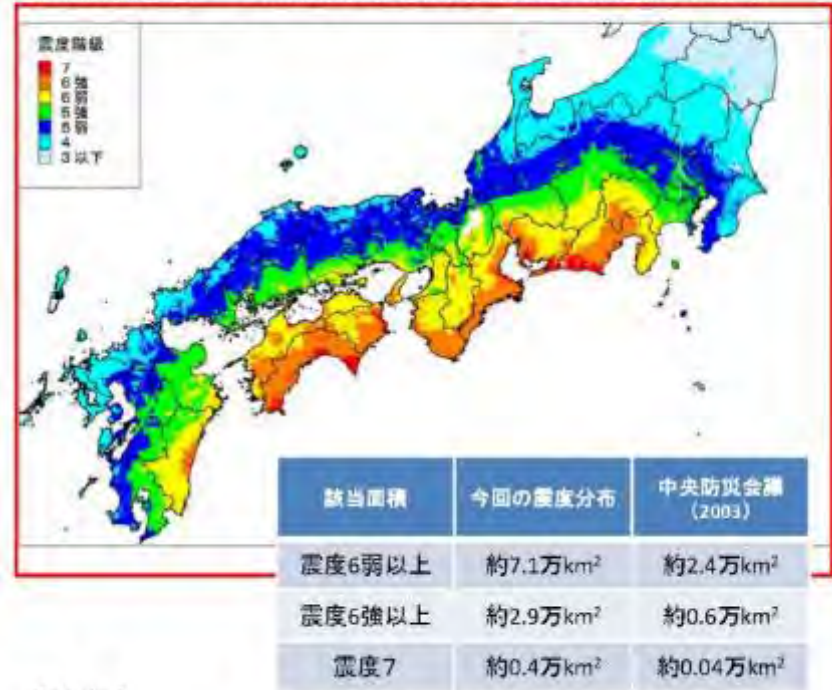 震度階級
7
6強
6弱
5強
5弱
4
3以下
該当面積 今回の震度分布 中央防災会議
(2003)
震度6弱以上 約7.1万km² 約2.4万km²
震度6強以上 約2.9万km² 約0.6万km²
震度7 約0.4万km² 約0.04万km²